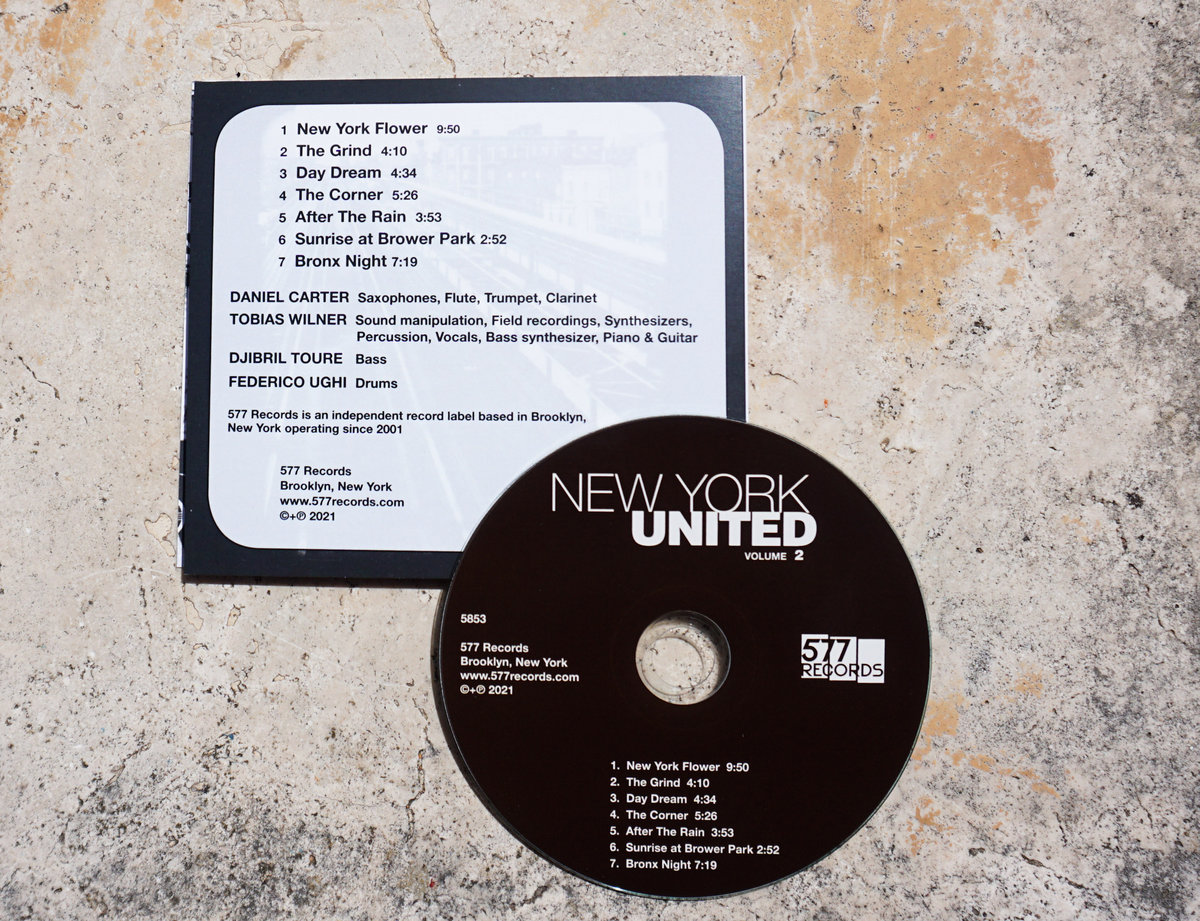 1 New York Flower 9:50
2 The Grind 4:10
3 Day Dream 4:34
4 The Corner 5:26
5 After The Rain 3:53
6 Sunrise at Brower Park 2:52
7 Bronx Night 7:19
DANIEL CARTER Saxophones, Flute, Trumpet, Clarinet
TOBIAS WILNER Sound manipulation, Field recordings, Synthesizers,
Percussion, Vocals, Bass synthesizer, Piano & Guitar
DJIBRIL TOURE Bass
FEDERICO UGHI Drums
577 Records is an independent record label based in Brooklyn,
New York operating since 2001
577 Records
Brooklyn, New York
www.577records.com
©+℗ 2021
NEW YORK
UNITED
VOLUME 2
5853
577 Records
Brooklyn, New York
www.577records.com
©+℗ 2021
577
RECORDS
1. New York Flower 9:50
2. The Grind 4:10
3. Day Dream 4:34
4. The Corner 5:26
5. After The Rain 3:53
6. Sunrise at Brower Park 2:52
7. Bronx Night 7:19